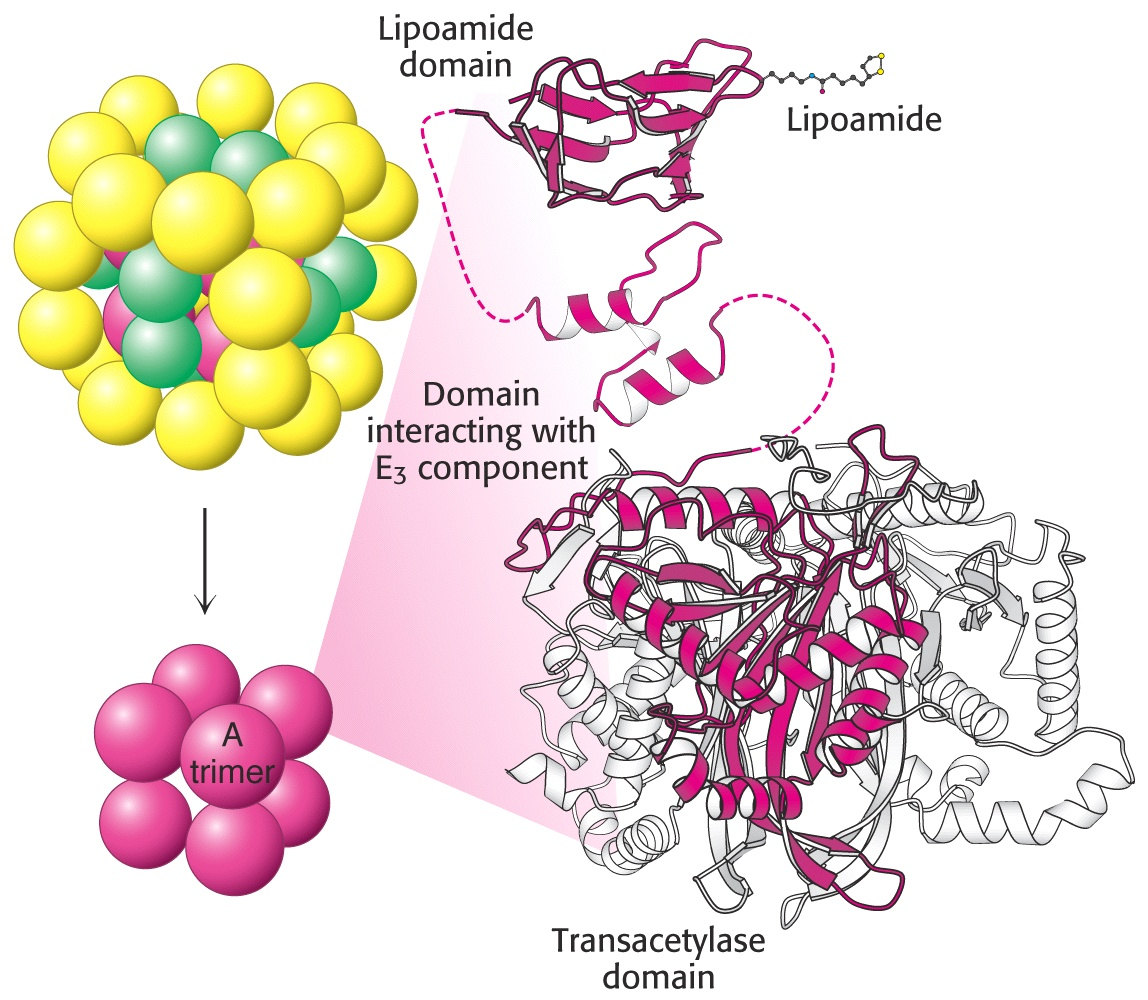 Lipoamide
domain
Lipoamide
Domain
interacting with
E₃ component
A
trimer
Transacetylase
domain